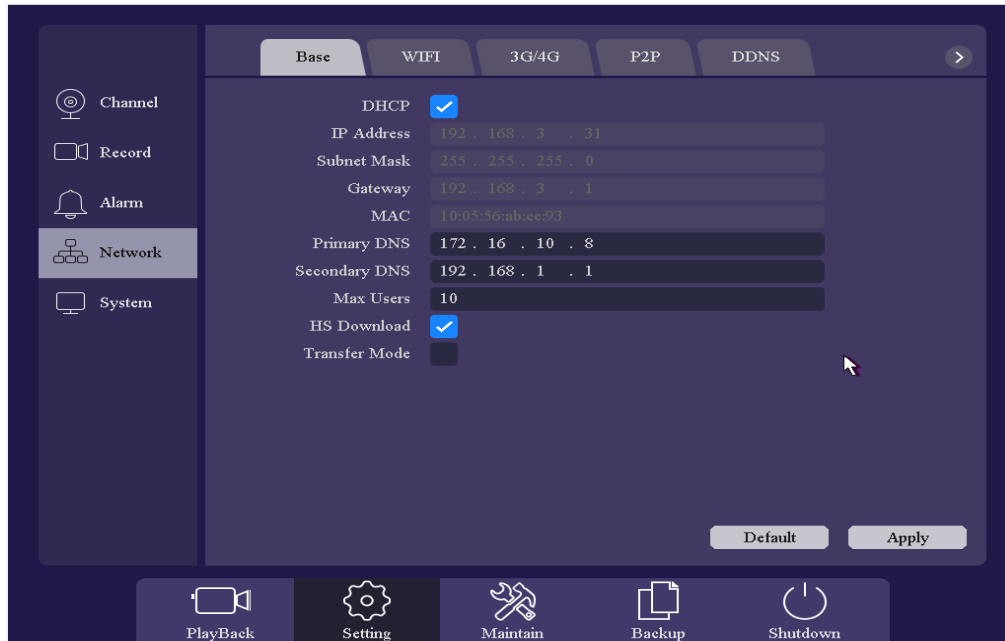 Base WIFI 3G/4G P2P DDNS
Channel
Record
Alarm
Network
System
DHCP
IP Address 192 . 168 . 3 . 31
Subnet Mask 255 . 255 . 255 . 0
Gateway 192 . 168 . 3 . 1
MAC 10:05:56:ab:ce:93
Primary DNS 172 . 16 . 10 . 8
Secondary DNS 192 . 168 . 1 . 1
Max Users 10
HS Download
Transfer Mode
Default Apply
PlayBack Setting Maintain Backup Shutdown